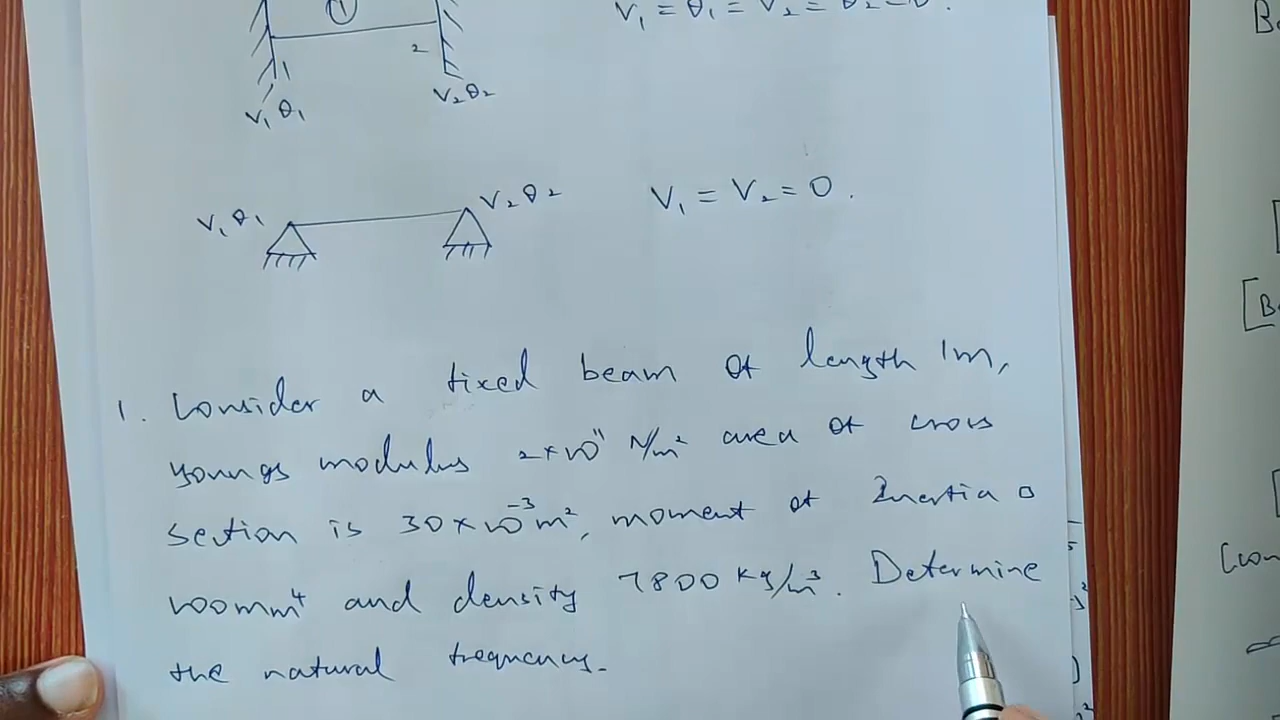 V₁ = θ₁ = V₂ = θ₂ = 0.
1
2
1
V₁ θ₁
V₂ θ₂
V₁ θ₁
V₂ θ₂
V₁ = V₂ = 0.
1. Consider a fixed beam of length 1m,
youngs modulus 2×10¹¹ N/m² area of cross
section is 30×10⁻³ m², moment of Inertia o
100mm⁴ and density 7800 kg/m³. Determine
the natural frequency.
B
[B
[con